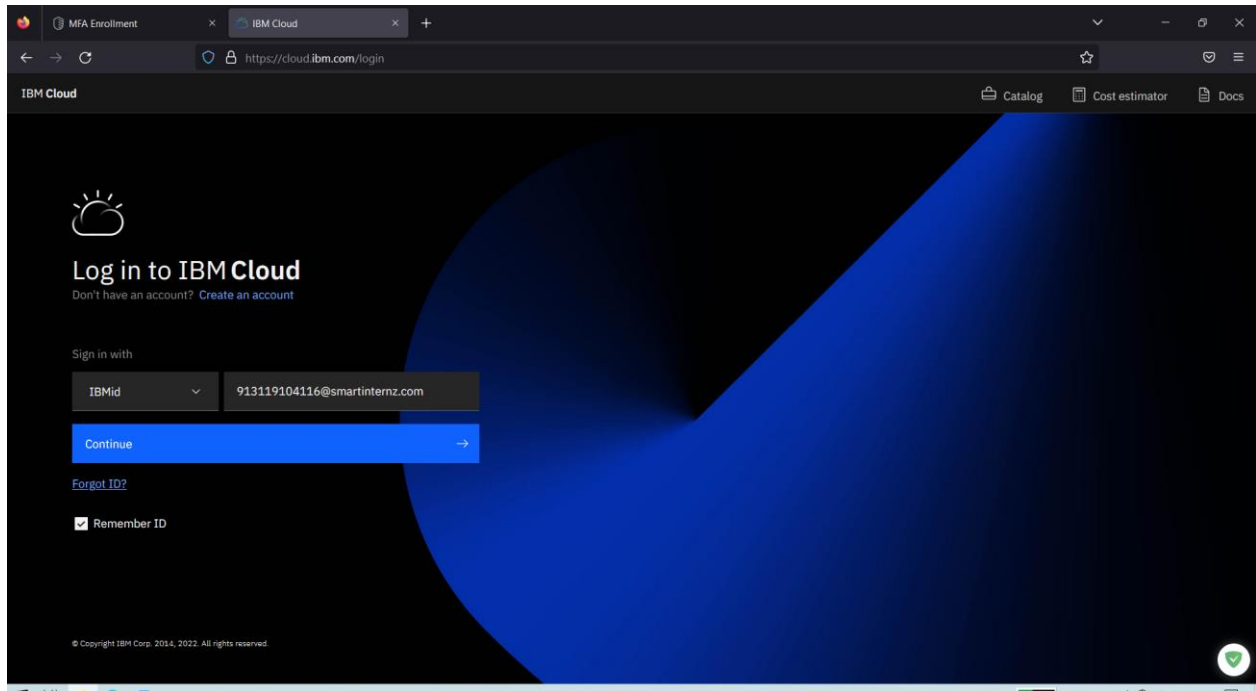 MFA Enrollment
IBM Cloud
https://cloud.ibm.com/login
IBM Cloud
Catalog
Cost estimator
Docs
Log in to IBM Cloud
Don't have an account? Create an account
Sign in with
IBMid
913119104116@smartinternz.com
Continue
Forgot ID?
Remember ID
© Copyright IBM Corp. 2014, 2022. All rights reserved.